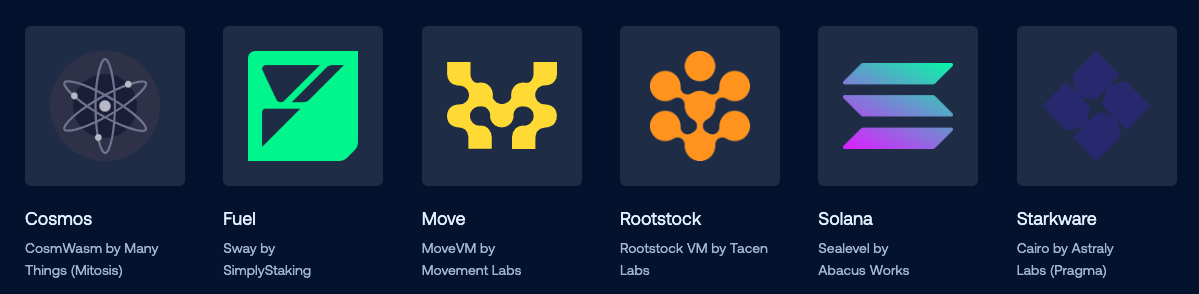 Cosmos
CosmWasm by Many
Things (Mitosis)
Fuel
Sway by
SimplyStaking
Move
MoveVM by
Movement Labs
Rootstock
Rootstock VM by Tacen
Labs
Solana
Sealevel by
Abacus Works
Starkware
Cairo by Astraly
Labs (Pragma)